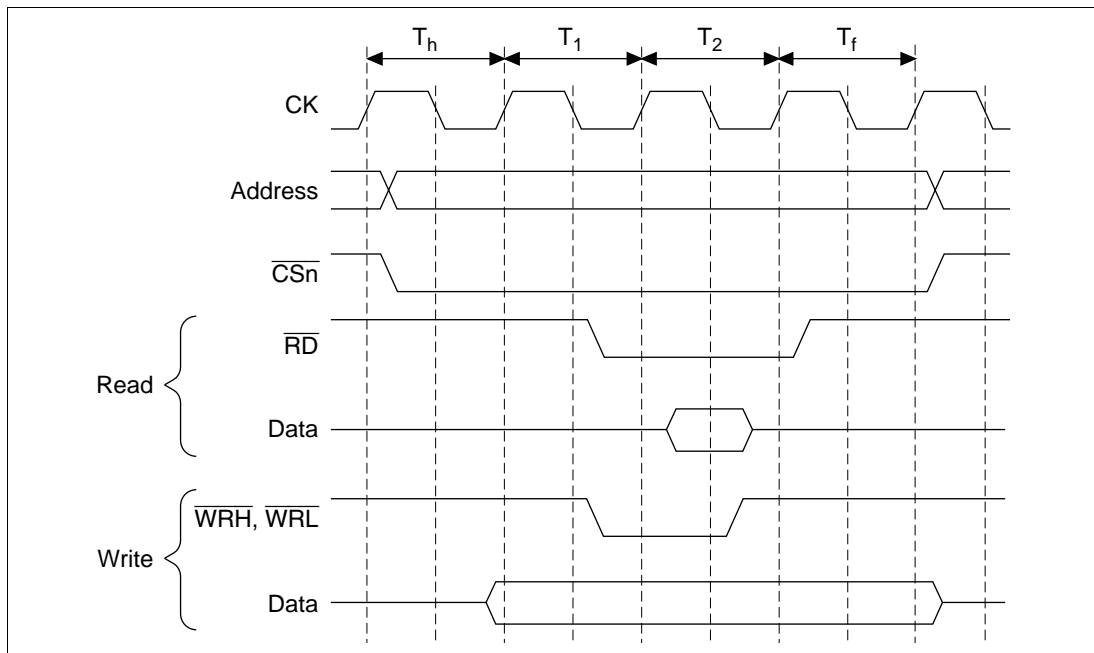 Th T1 T2 Tf
CK
Address
CSn
RD
Read
Data
WRH, WRL
Write
Data